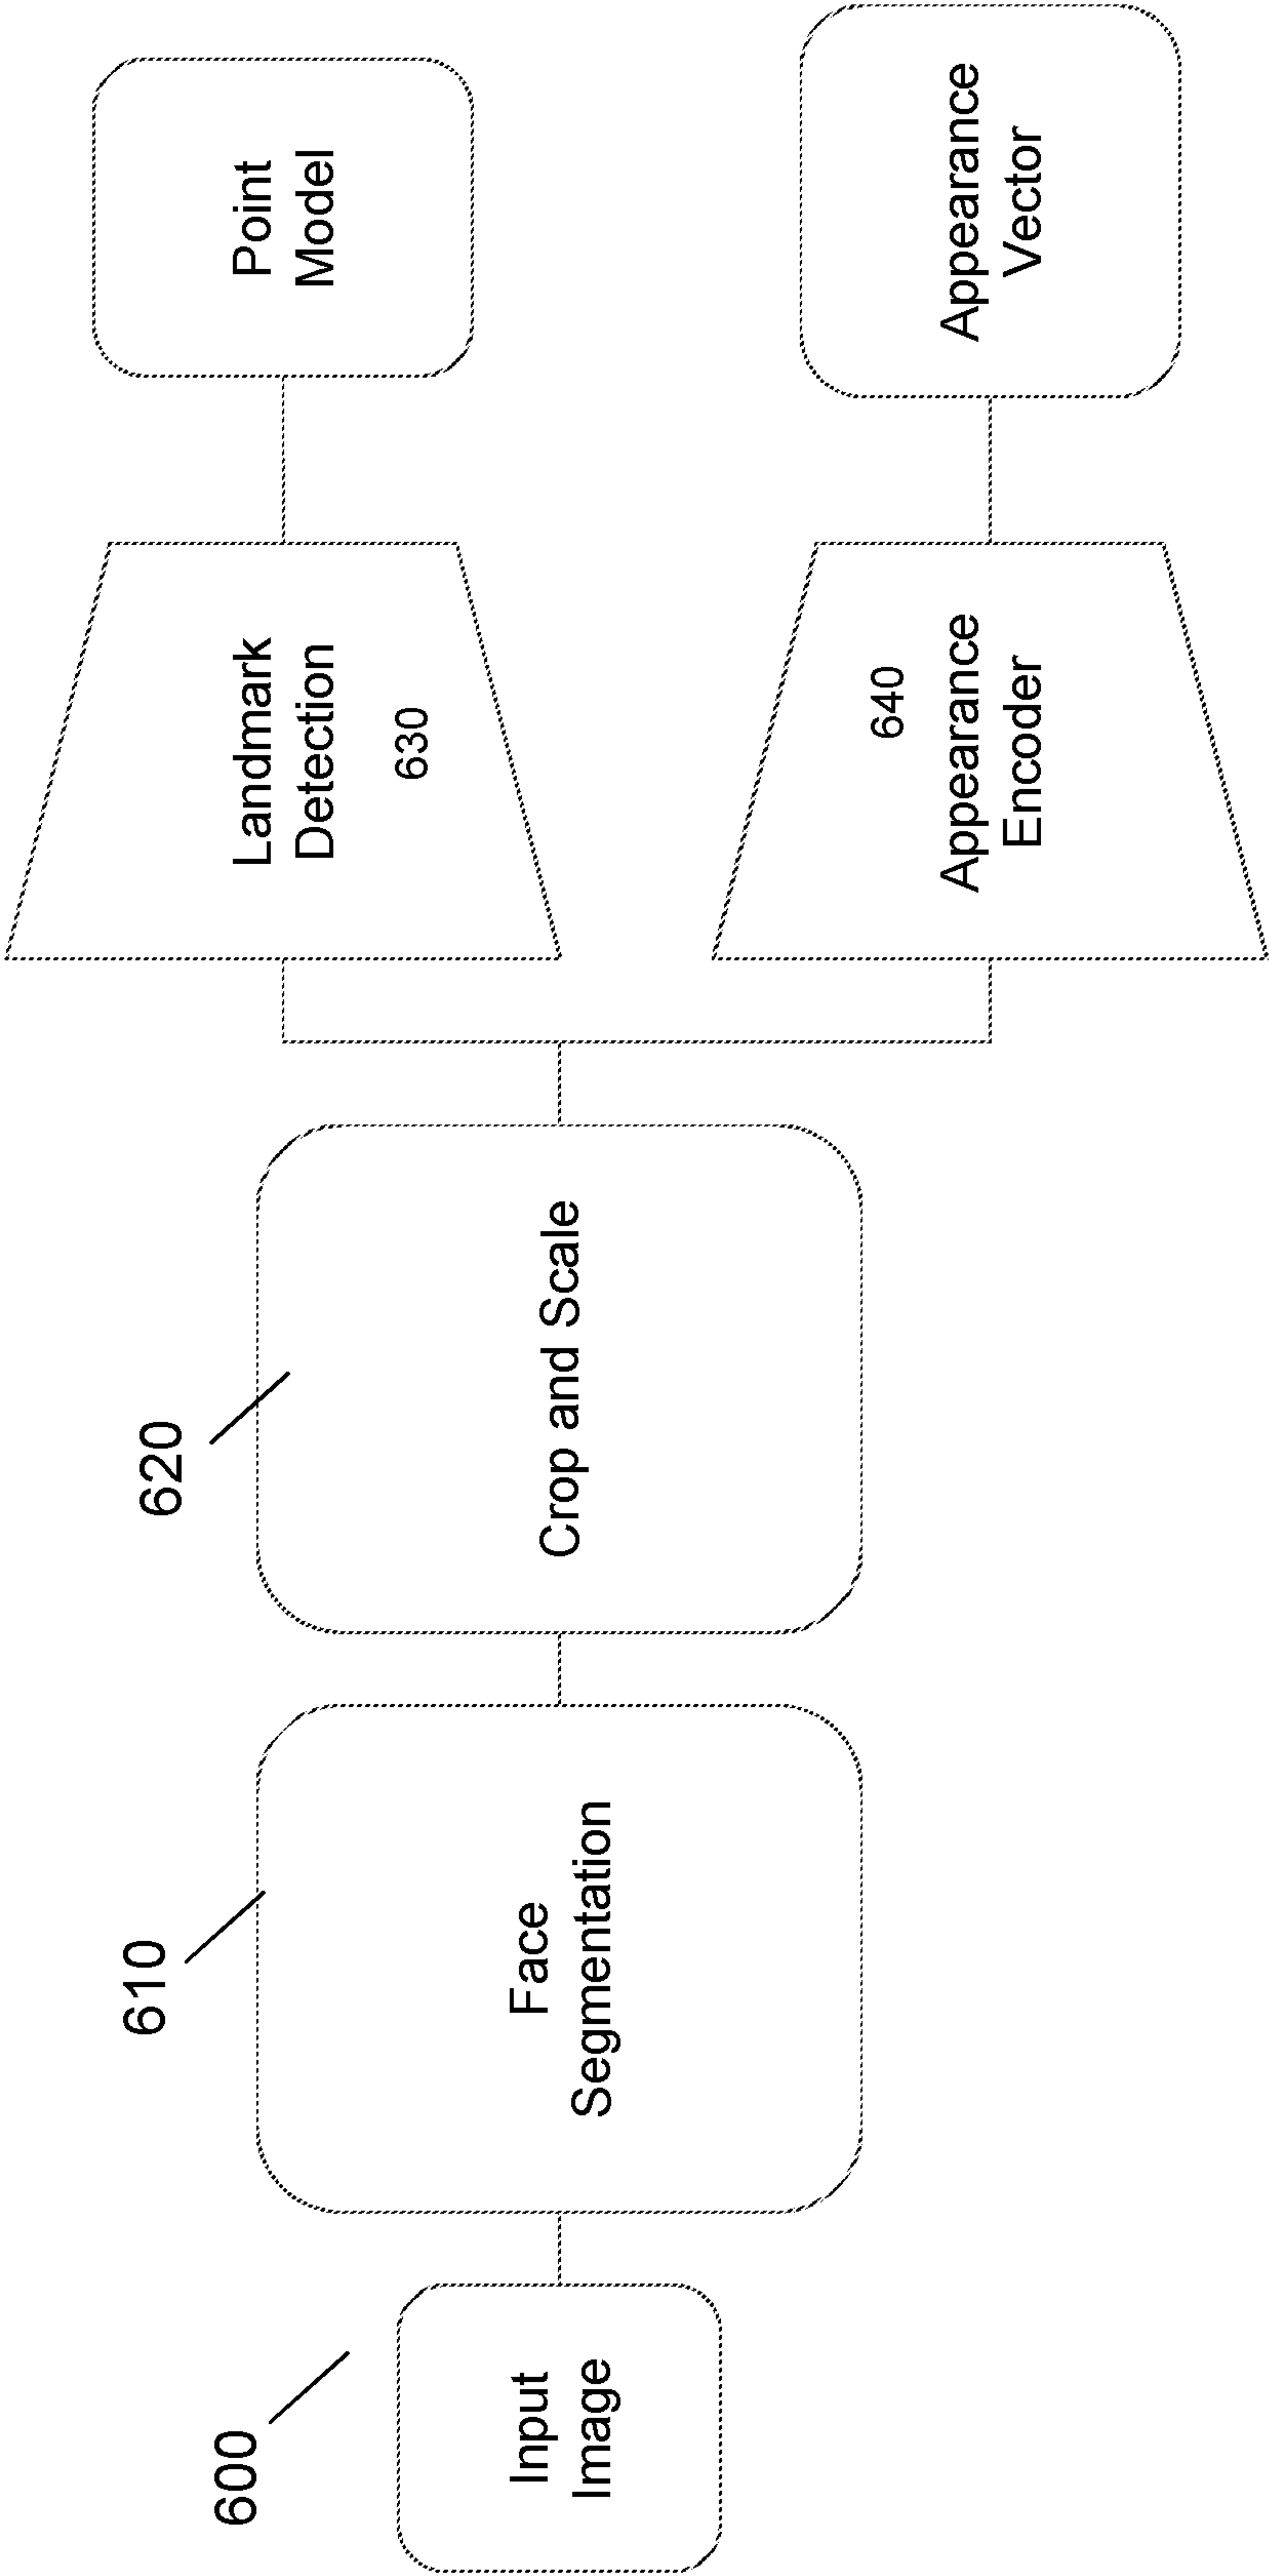 600
Input
Image
610
Face
Segmentation
620
Crop and Scale
Landmark
Detection
630
Point
Model
640
Appearance
Encoder
Appearance
Vector